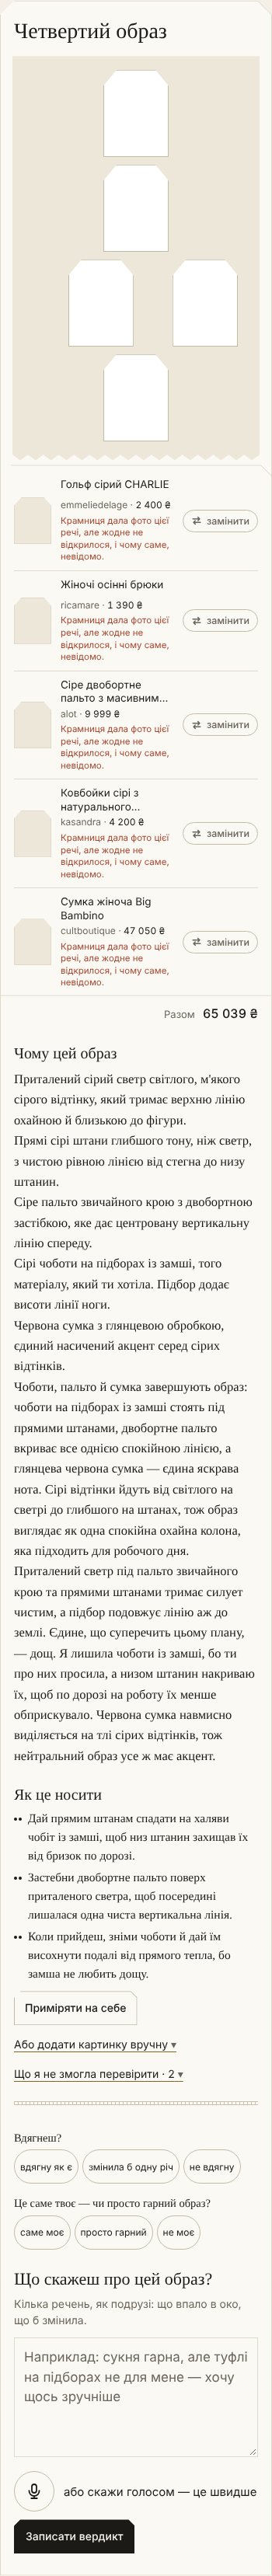 Четвертий образ
Гольф сірий CHARLIE
emmeliedelage · 2 400 ₴
Крамниця дала фото цієї
речі, але жодне не
відкрилося, і чому саме,
невідомо.
замінити
Жіночі осінні брюки
ricamare · 1 390 ₴
Крамниця дала фото цієї
речі, але жодне не
відкрилося, і чому саме,
невідомо.
замінити
Сіре двобортне
пальто з масивним...
alot · 9 999 ₴
Крамниця дала фото цієї
речі, але жодне не
відкрилося, і чому саме,
невідомо.
замінити
Ковбойки сірі з
натурального...
kasandra · 4 200 ₴
Крамниця дала фото цієї
речі, але жодне не
відкрилося, і чому саме,
невідомо.
замінити
Сумка жіноча Big
Bambino
cultboutique · 47 050 ₴
Крамниця дала фото цієї
речі, але жодне не
відкрилося, і чому саме,
невідомо.
замінити
Разом 65 039 ₴
Чому цей образ
Приталений сірий светр світлого, м'якого
сірого відтінку, який тримає верхню лінію
охайною й близькою до фігури.
Прямі сірі штани глибшого тону, ніж светр,
з чистою рівною лінією від стегна до низу
штанин.
Сіре пальто звичайного крою з двобортною
застібкою, яке дає центровану вертикальну
лінію спереду.
Сірі чоботи на підборах із замші, того
матеріалу, який ти хотіла. Підбор додає
висоти лінії ноги.
Червона сумка з глянцевою обробкою,
єдиний насичений акцент серед сірих
відтінків.
Чоботи, пальто й сумка завершують образ:
чоботи на підборах із замші стоять під
прямими штанами, двобортне пальто
вкриває все однією спокійною лінією, а
глянцева червона сумка — єдина яскрава
нота. Сірі відтінки йдуть від світлого на
светрі до глибшого на штанах, тож образ
виглядає як одна спокійна охайна колона,
яка підходить для робочого дня.
Приталений светр під пальто звичайного
крою та прямими штанами тримає силует
чистим, а підбор подовжує лінію аж до
землі. Єдине, що суперечить цьому плану,
— дощ. Я лишила чоботи із замші, бо ти
про них просила, а низом штанин накриваю
їх, щоб по дорозі на роботу їх менше
обприскувало. Червона сумка навмисно
виділяється на тлі сірих відтінків, тож
нейтральний образ усе ж має акцент.
Як це носити
•• Дай прямим штанам спадати на халяви
чобіт із замші, щоб низ штанин захищав їх
від бризок по дорозі.
•• Застебни двобортне пальто поверх
приталеного светра, щоб посередині
лишалася одна чиста вертикальна лінія.
•• Коли прийдеш, зніми чоботи й дай їм
висохнути подалі від прямого тепла, бо
замша не любить дощу.
Приміряти на себе
Або додати картинку вручну ▾
Що я не змогла перевірити · 2 ▾
Вдягнеш?
вдягну як є
змінила б одну річ
не вдягну
Це саме твоє — чи просто гарний образ?
саме моє
просто гарний
не моє
Що скажеш про цей образ?
Кілька речень, як подрузі: що впало в око,
що б змінила.
Наприклад: сукня гарна, але туфлі
на підборах не для мене — хочу
щось зручніше
або скажи голосом — це швидше
Записати вердикт